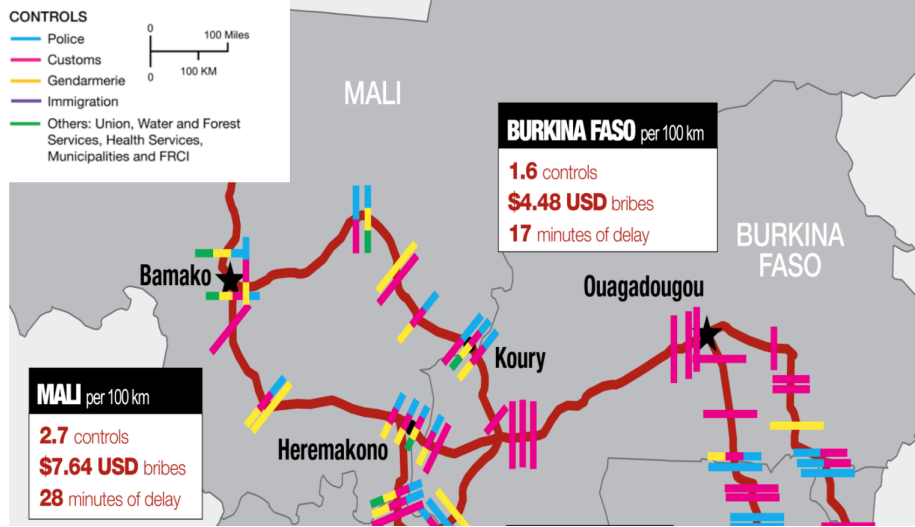 CONTROLS
Police
Customs
Gendarmerie
Immigration
Others: Union, Water and Forest
Services, Health Services,
Municipalities and FRCI
0
100 Miles
0
100 KM
MALI
BURKINA FASO per 100 km
1.6 controls
$4.48 USD bribes
17 minutes of delay
BURKINA
FASO
Bamako
Ouagadougou
Koury
MALI per 100 km
2.7 controls
$7.64 USD bribes
28 minutes of delay
Heremakono